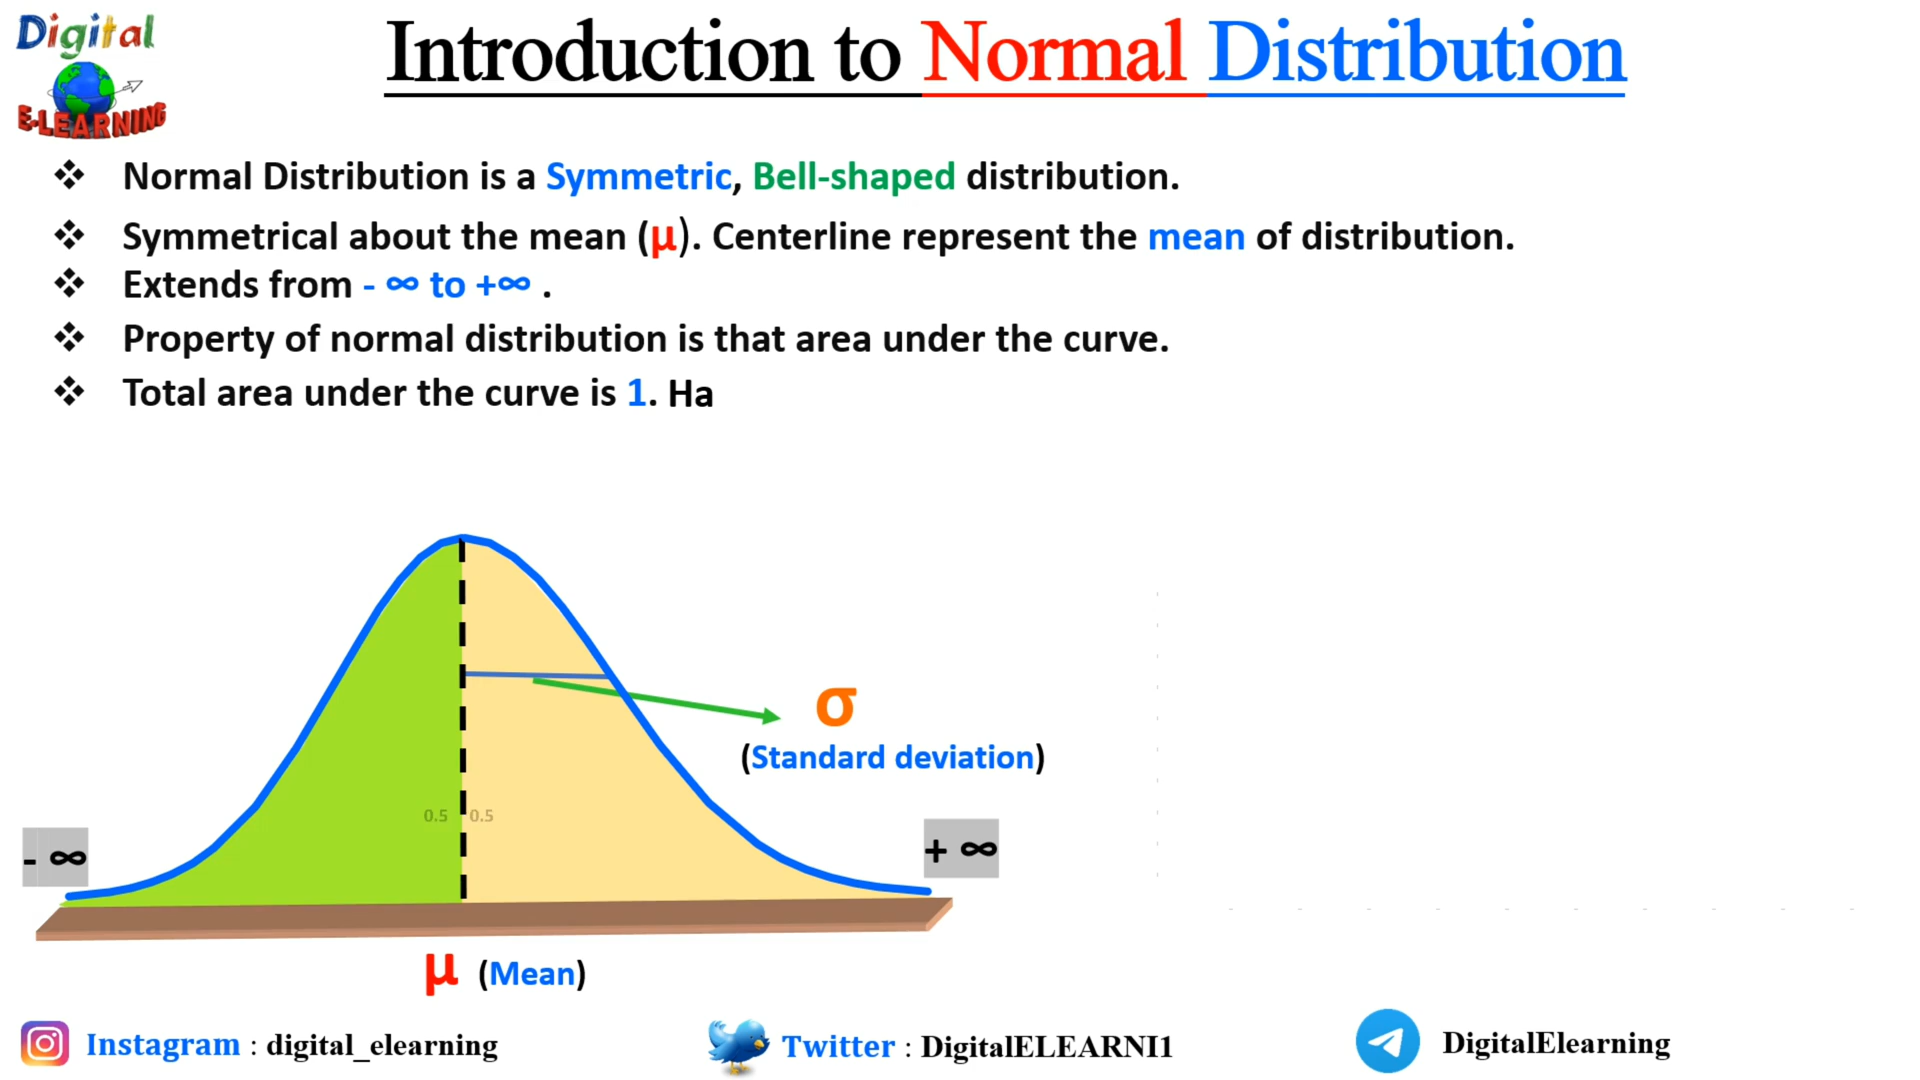 Digital
E-LEARNING
Introduction to Normal Distribution
❖ Normal Distribution is a Symmetric, Bell-shaped distribution.
❖ Symmetrical about the mean (μ). Centerline represent the mean of distribution.
❖ Extends from - ∞ to +∞ .
❖ Property of normal distribution is that area under the curve.
❖ Total area under the curve is 1. Ha
σ
(Standard deviation)
0.5 0.5
- ∞
+ ∞
μ (Mean)
Instagram : digital_elearning
Twitter : DigitalELEARNI1
DigitalElearning